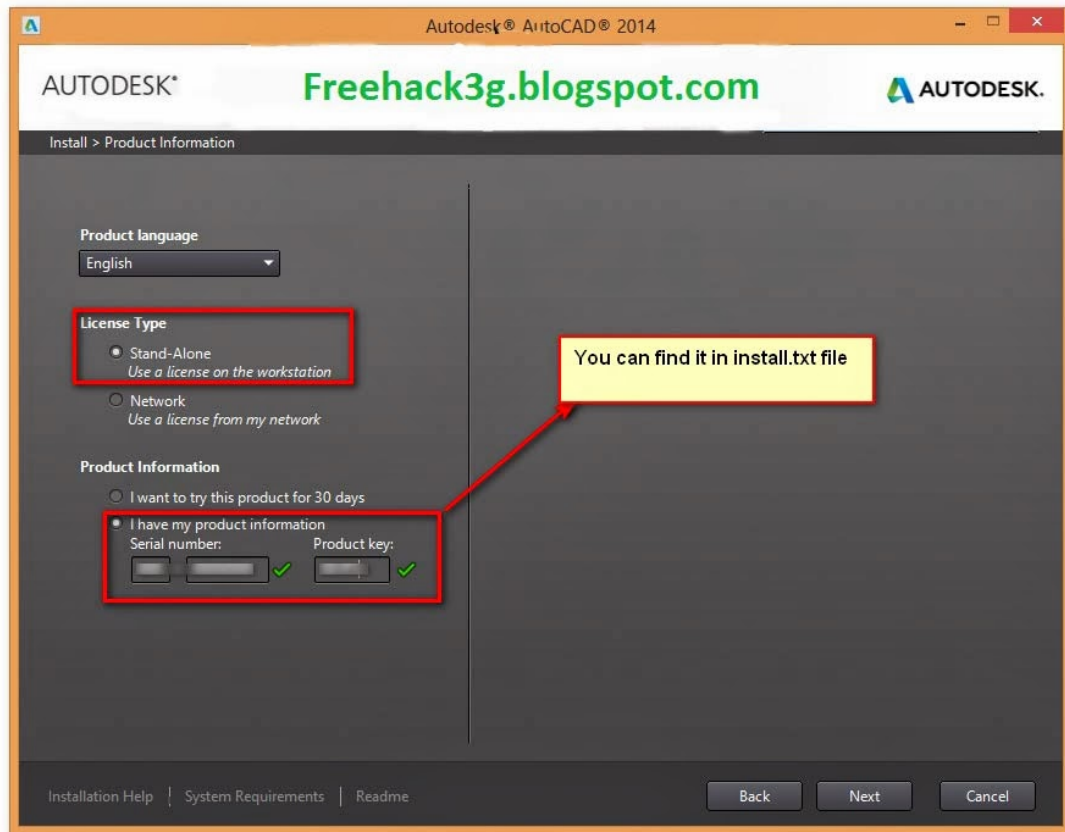 Autodesk® AutoCAD® 2014
AUTODESK®
Freehack3g.blogspot.com
AUTODESK.
Install > Product Information
Product language
English
License Type
Stand-Alone
Use a license on the workstation
Network
Use a license from my network
You can find it in install.txt file
Product Information
I want to try this product for 30 days
I have my product information
Serial number: Product key:
Installation Help | System Requirements | Readme
Back Next Cancel